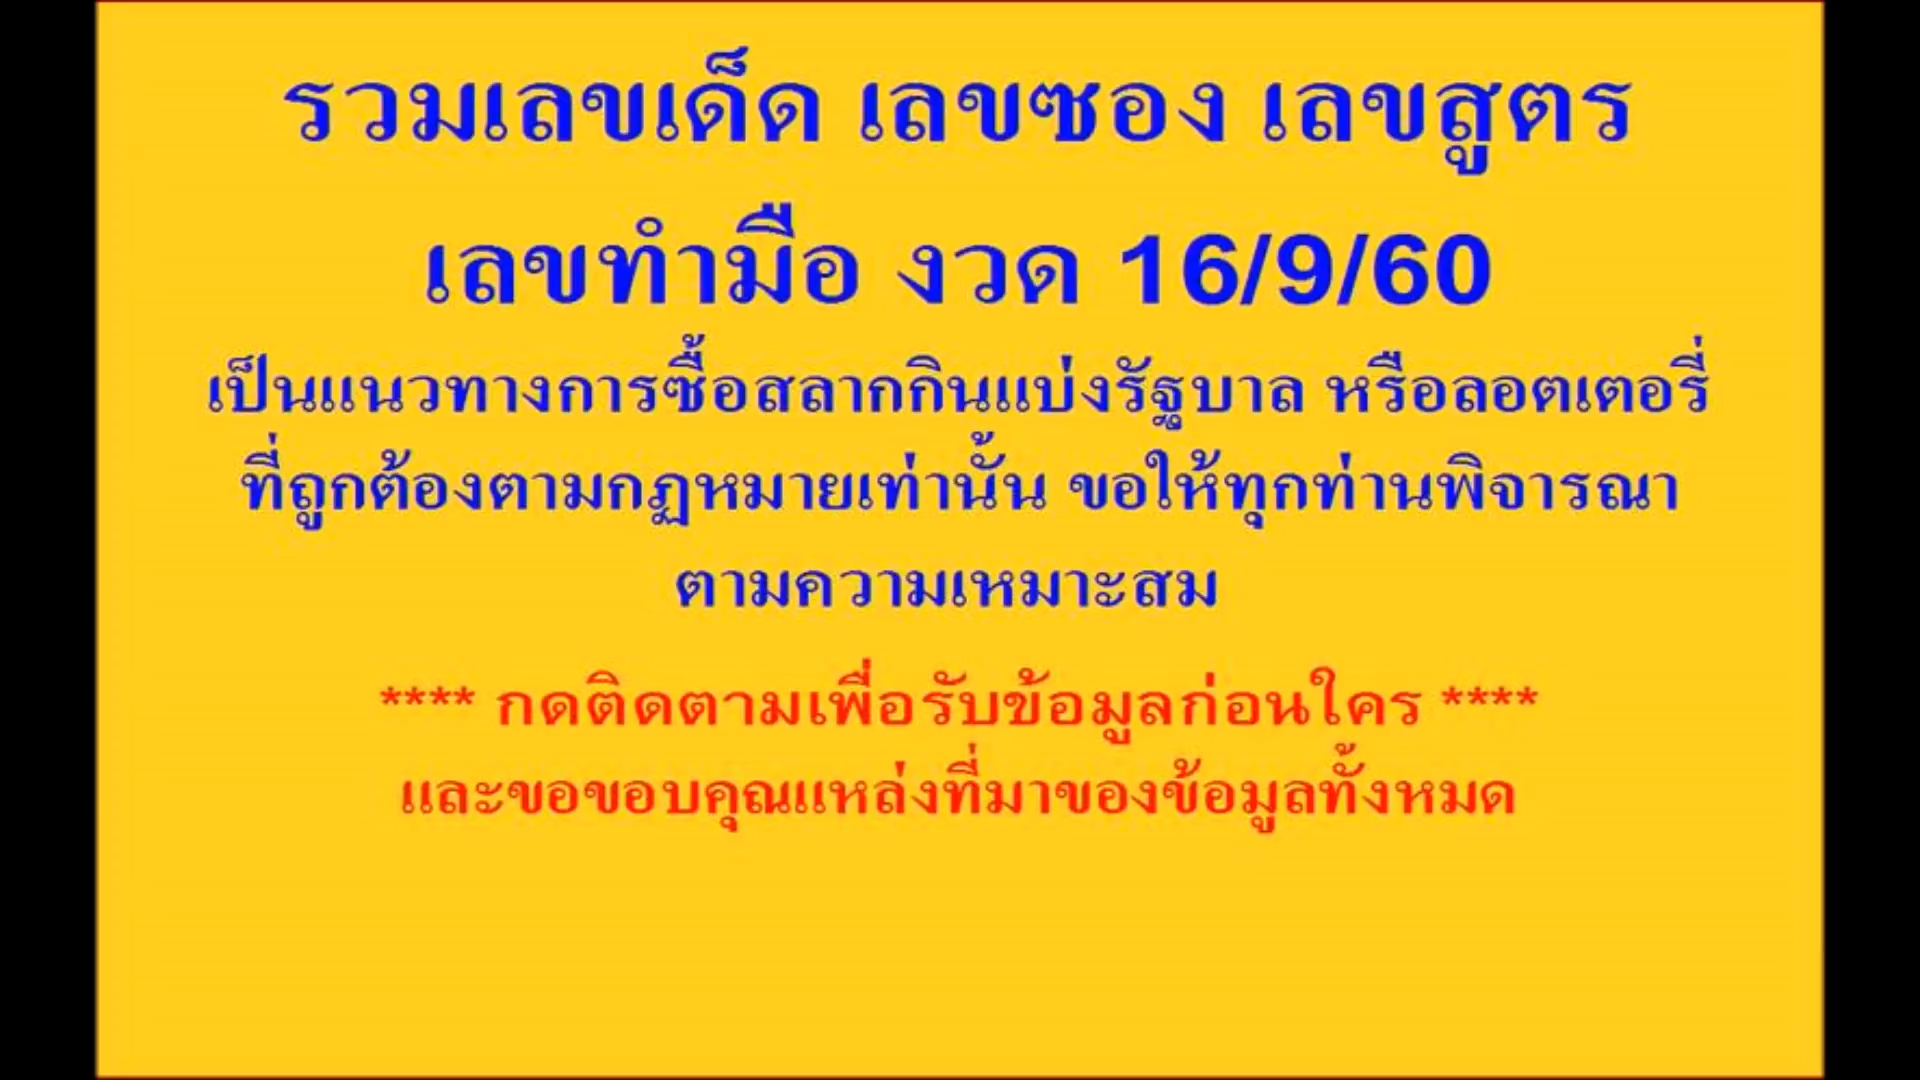 รวมเลขเด็ด เลขซอง เลขสูตร
เลขทำมือ งวด 16/9/60
เป็นแนวทางการซื้อสลากกินแบ่งรัฐบาล หรือลอตเตอรี่
ที่ถูกต้องตามกฏหมายเท่านั้น ขอให้ทุกท่านพิจารณา
ตามความเหมาะสม
**** กดติดตามเพื่อรับข้อมูลก่อนใคร ****
และขอขอบคุณแหล่งที่มาของข้อมูลทั้งหมด